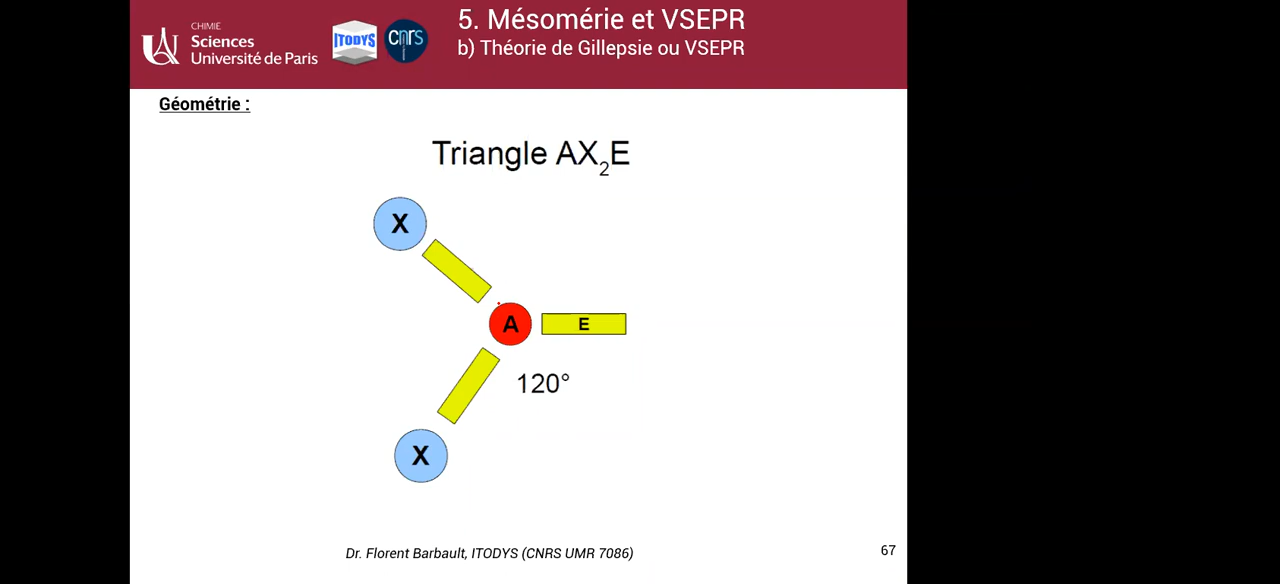 5. Mésomérie et VSEPR
b) Théorie de Gillepsie ou VSEPR
CHIMIE
Sciences
Université de Paris
ITODYS
cnrs
Géométrie :
Triangle AX₂E
X
A
E
120°
X
Dr. Florent Barbault, ITODYS (CNRS UMR 7086)
67